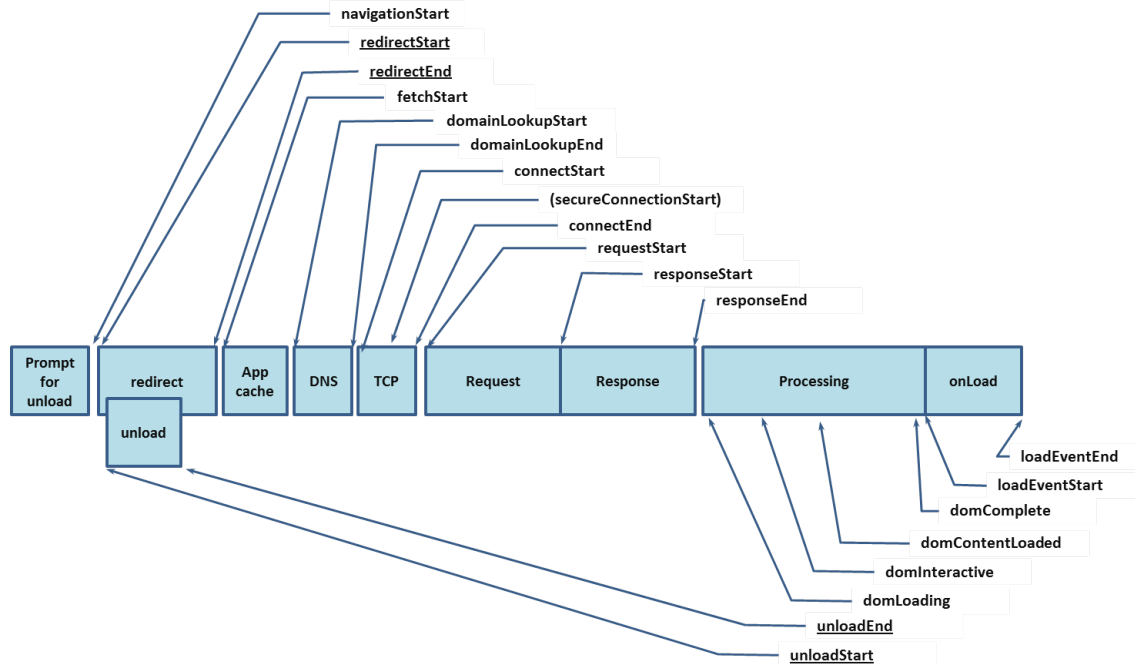 navigationStart
redirectStart
redirectEnd
fetchStart
domainLookupStart
domainLookupEnd
connectStart
(secureConnectionStart)
connectEnd
requestStart
responseStart
responseEnd
Prompt
for
unload
redirect
App
cache
DNS
TCP
Request
Response
Processing
onLoad
unload
loadEventEnd
loadEventStart
domComplete
domContentLoaded
domInteractive
domLoading
unloadEnd
unloadStart